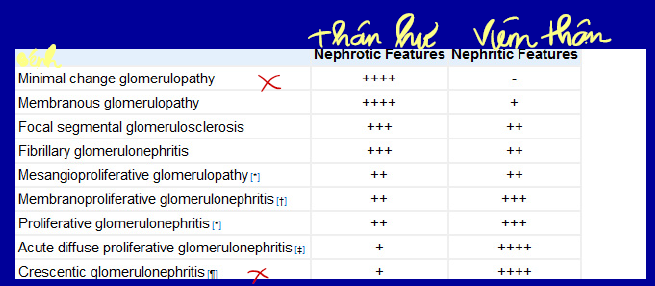 Thận hư Viêm thận
Nephrotic Features Nephritic Features
Minimal change glomerulopathy ++++ -
Membranous glomerulopathy ++++ +
Focal segmental glomerulosclerosis +++ ++
Fibrillary glomerulonephritis +++ ++
Mesangioproliferative glomerulopathy [*] ++ ++
Membranoproliferative glomerulonephritis [†] ++ +++
Proliferative glomerulonephritis [*] ++ +++
Acute diffuse proliferative glomerulonephritis [‡] + ++++
Crescentic glomerulonephritis [¶] + ++++